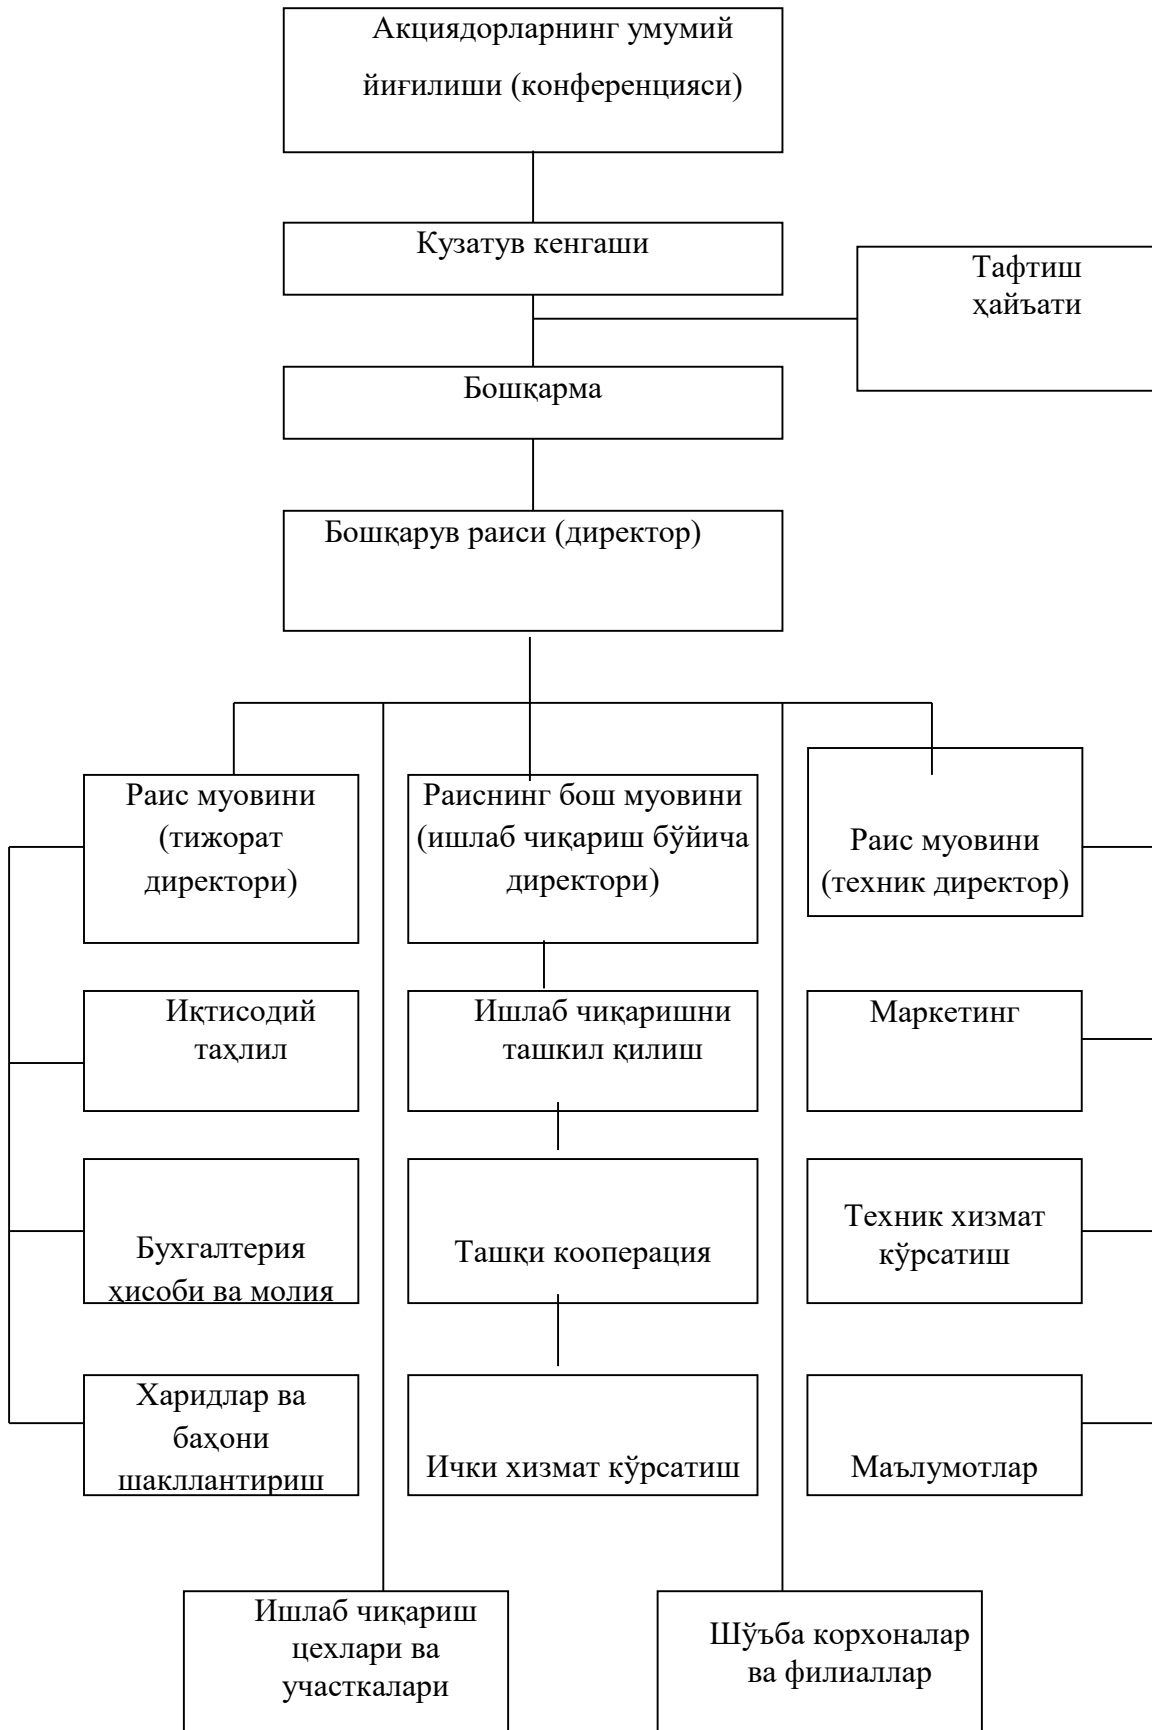 Акциядорларнинг умумий
йиғилиши (конференцияси)
Кузатув кенгаши
Тафтиш
ҳайъати
Бошқарма
Бошқарув раиси (директор)
Раис муовини
(тижорат
директори)
Раиснинг бош муовини
(ишлаб чиқариш бўйича
директори)
Раис муовини
(техник директор)
Иқтисодий
таҳлил
Ишлаб чиқаришни
ташкил қилиш
Маркетинг
Бухгалтерия
ҳисоби ва молия
Ташқи кооперация
Техник хизмат
кўрсатиш
Харидлар ва
баҳони
шакллантириш
Ички хизмат кўрсатиш
Маълумотлар
Ишлаб чиқариш
цехлари ва
участкалари
Шўъба корхоналар
ва филиаллар